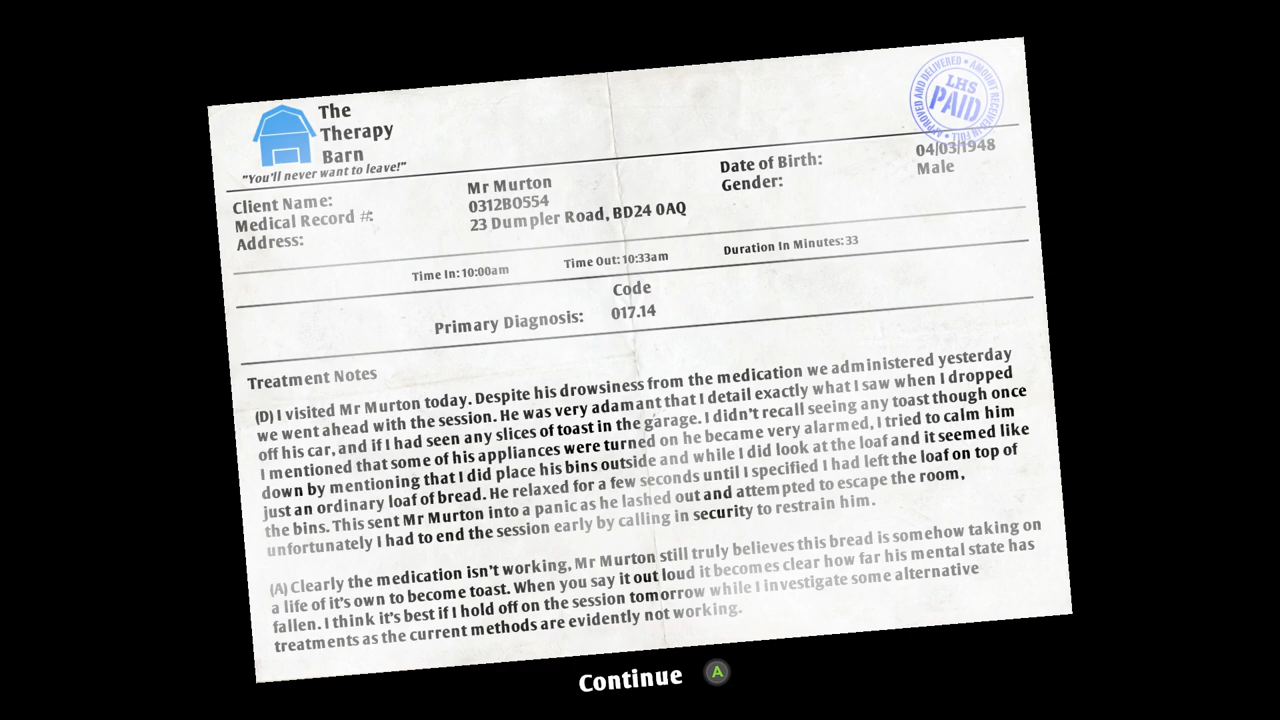 The
Therapy
Barn
"You'll never want to leave!"
APPROVED AND DELIVERED • AMOUNT RECEIVED IN FULL •
LHS
PAID
Client Name: Mr Murton Date of Birth: 04/03/1948
Medical Record #: 0312B0554 Gender: Male
Address: 23 Dumpler Road, BD24 0AQ
Time In: 10:00am Time Out: 10:33am Duration In Minutes: 33
Code
Primary Diagnosis: 017.14
Treatment Notes
(D) I visited Mr Murton today. Despite his drowsiness from the medication we administered yesterday
we went ahead with the session. He was very adamant that I detail exactly what I saw when I dropped
off his car, and if I had seen any slices of toast in the garage. I didn't recall seeing any toast though once
I mentioned that some of his appliances were turned on he became very alarmed, I tried to calm him
down by mentioning that I did place his bins outside and while I did look at the loaf and it seemed like
just an ordinary loaf of bread. He relaxed for a few seconds until I specified I had left the loaf on top of
the bins. This sent Mr Murton into a panic as he lashed out and attempted to escape the room,
unfortunately I had to end the session early by calling in security to restrain him.
(A) Clearly the medication isn't working, Mr Murton still truly believes this bread is somehow taking on
a life of it's own to become toast. When you say it out loud it becomes clear how far his mental state has
fallen. I think it's best if I hold off on the session tomorrow while I investigate some alternative
treatments as the current methods are evidently not working.
Continue A